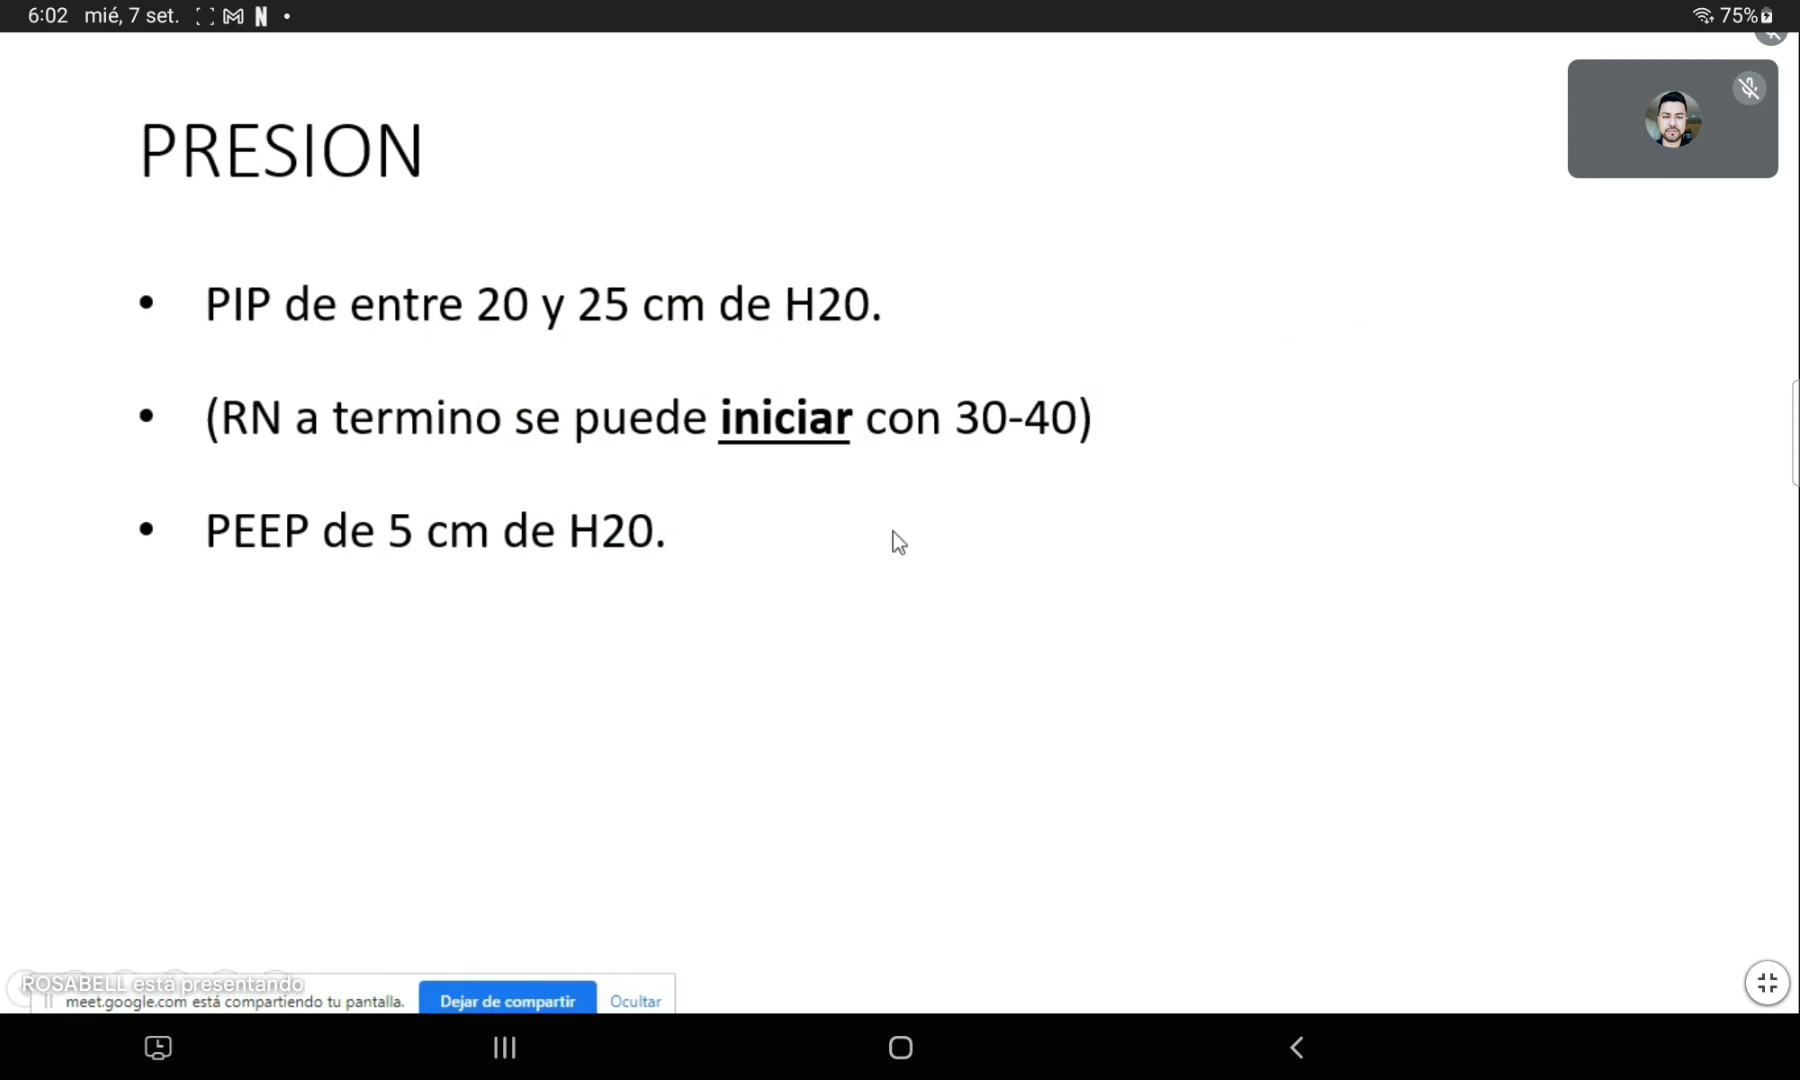 6:02 mié, 7 set.
75%
PRESION
• PIP de entre 20 y 25 cm de H20.
• (RN a termino se puede iniciar con 30-40)
• PEEP de 5 cm de H20.
ROSABELL está presentando
meet.google.com está compartiendo tu pantalla. Dejar de compartir Ocultar